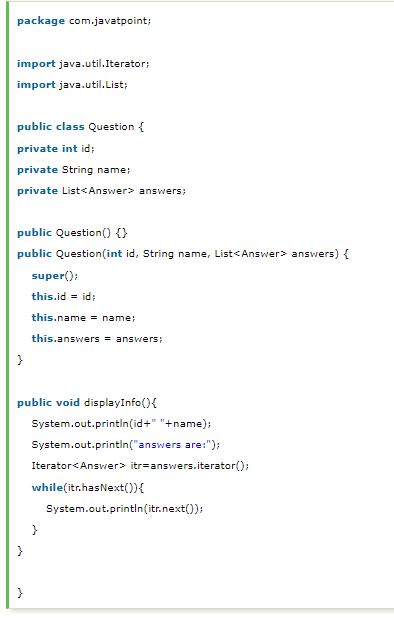 package com.javatpoint;
import java.util.Iterator;
import java.util.List;
public class Question {
private int id;
private String name;
private List<Answer> answers;
public Question() {}
public Question(int id, String name, List<Answer> answers) {
super();
this.id = id;
this.name = name;
this.answers = answers;
}
public void displayInfo(){
System.out.println(id+" "+name);
System.out.println("answers are:");
Iterator<Answer> itr=answers.iterator();
while(itr.hasNext()){
System.out.println(itr.next());
}
}
}